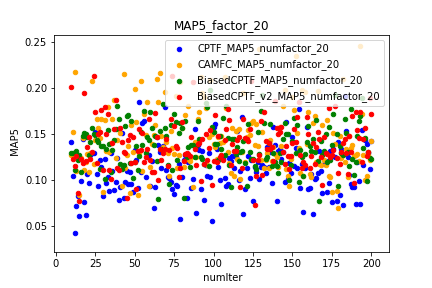 MAP5_factor_20
0.25
0.20
0.15
0.10
0.05
MAP5
CPTF_MAP5_numfactor_20
CAMFC_MAP5_numfactor_20
BiasedCPTF_MAP5_numfactor_20
BiasedCPTF_v2_MAP5_numfactor_20
0 25 50 75 100 125 150 175 200
numIter